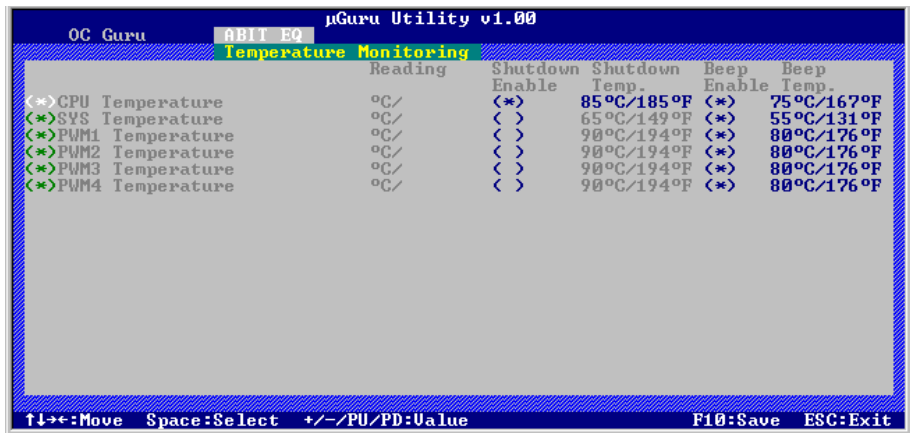 µGuru Utility v1.00
OC Guru ABIT EQ
Temperature Monitoring
Reading Shutdown Shutdown Beep Beep
Enable Temp. Enable Temp.
(*)CPU Temperature ºC/ (*) 85ºC/185ºF (*) 75ºC/167ºF
(*)SYS Temperature ºC/ ( ) 65ºC/149ºF (*) 55ºC/131ºF
(*)PWM1 Temperature ºC/ ( ) 90ºC/194ºF (*) 80ºC/176ºF
(*)PWM2 Temperature ºC/ ( ) 90ºC/194ºF (*) 80ºC/176ºF
(*)PWM3 Temperature ºC/ ( ) 90ºC/194ºF (*) 80ºC/176ºF
(*)PWM4 Temperature ºC/ ( ) 90ºC/194ºF (*) 80ºC/176ºF
↑↓→←:Move Space:Select +/-/PU/PD:Value F10:Save ESC:Exit